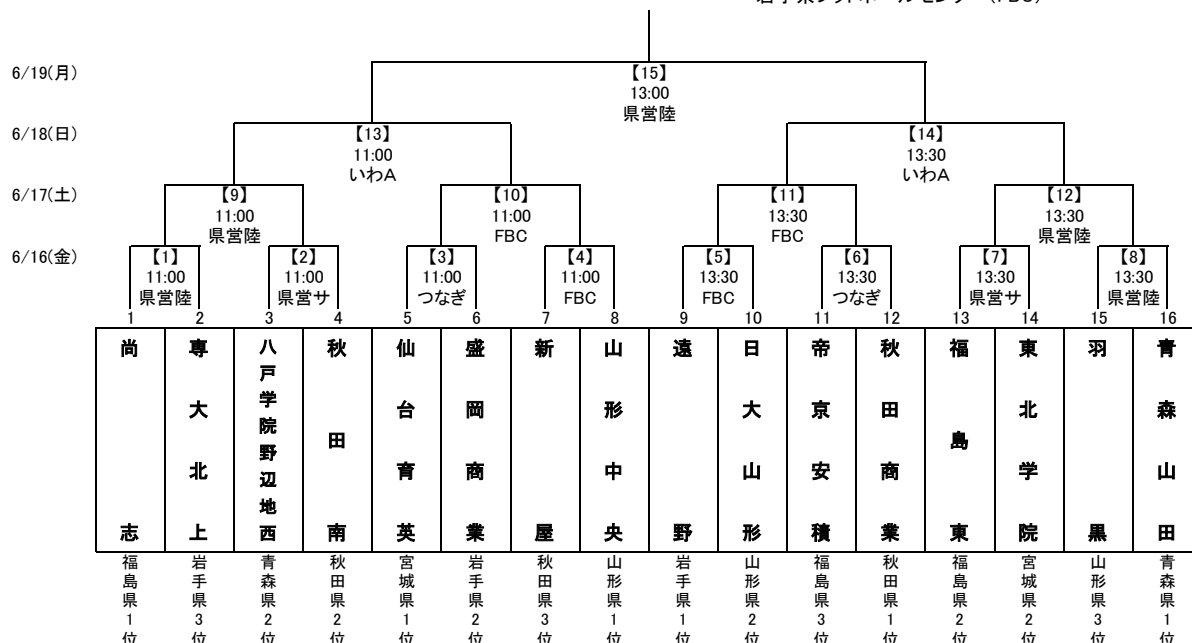 岩手県フットボールセンター(FBC)
6/19(月)
【15】
13:00
県営陸
6/18(日)
【13】
11:00
いわA
【14】
13:30
いわA
6/17(土)
【9】
11:00
県営陸
【10】
11:00
FBC
【11】
13:30
FBC
【12】
13:30
県営陸
6/16(金)
【1】
11:00
県営陸
【2】
11:00
県営サ
【3】
11:00
つなぎ
【4】
11:00
FBC
【5】
13:30
FBC
【6】
13:30
つなぎ
【7】
13:30
県営サ
【8】
13:30
県営陸
1 2 3 4 5 6 7 8 9 10 11 12 13 14 15 16
尚志
専大北上
八戸学院野辺地西
秋田南
仙台育英
盛岡商業
新屋
山形中央
遠野
日大山形
帝京安積
秋田商業
福島東
東北学院
羽黒
青森山田
福島県1位
岩手県3位
青森県2位
秋田県2位
宮城県1位
岩手県2位
秋田県3位
山形県1位
岩手県1位
山形県2位
福島県3位
秋田県1位
福島県2位
宮城県2位
山形県3位
青森県1位